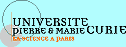 UNIVERSITE
PIERRE & MARIE CURIE
LA SCIENCE A PARIS